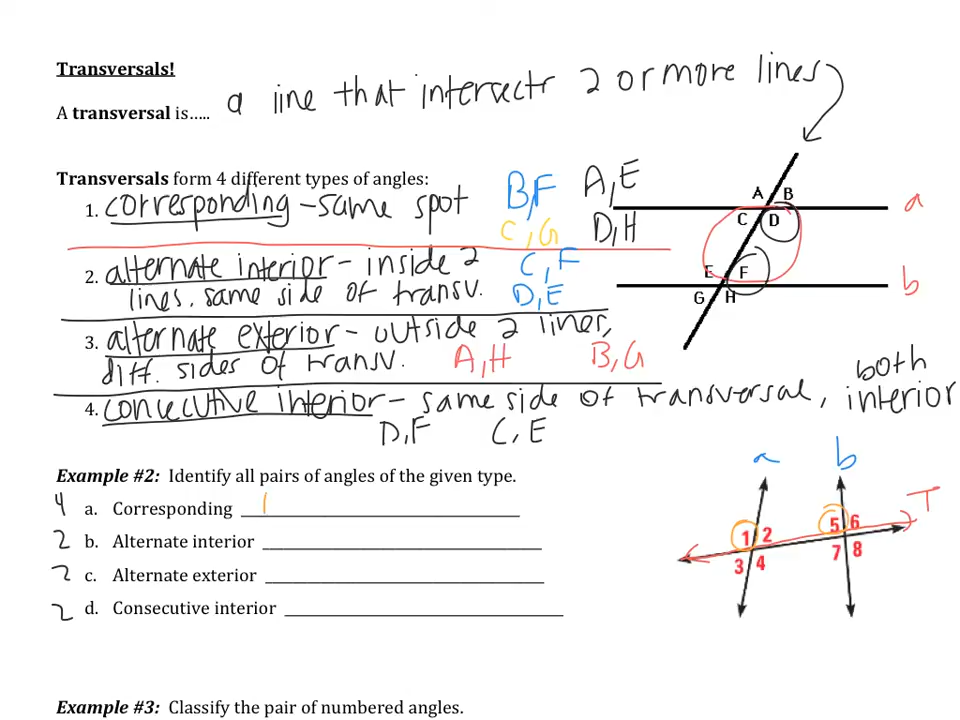 Transversals!
A transversal is..... a line that intersects 2 or more lines
Transversals form 4 different types of angles:
1. corresponding - same spot B,F A,E
C,G D,H
2. alternate interior - inside 2 C,F
lines, same side of transv. D,E
3. alternate exterior - outside 2 lines,
diff. sides of transv. A,H B,G
4. consecutive interior - same side of transversal, both interior
D,F C,E
A B
C D
a
E F
G H
b
Example #2: Identify all pairs of angles of the given type.
4 a. Corresponding 1
2 b. Alternate interior
2 c. Alternate exterior
2 d. Consecutive interior
a b
T
1 2 5 6
3 4 7 8
Example #3: Classify the pair of numbered angles.